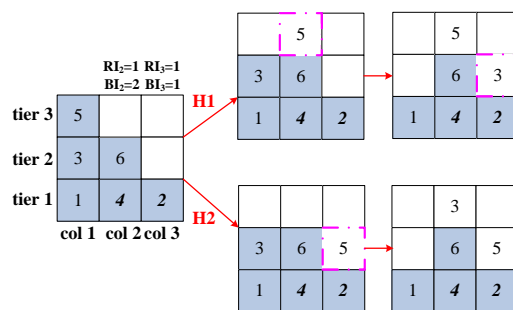 5
RI₂=1 RI₃=1
BI₂=2 BI₃=1
3 6
1 4 2
H1
5
6 3
1 4 2
tier 3 5
tier 2 3 6
tier 1 1 4 2
col 1 col 2 col 3
H2
3 6 5
1 4 2
3
6 5
1 4 2